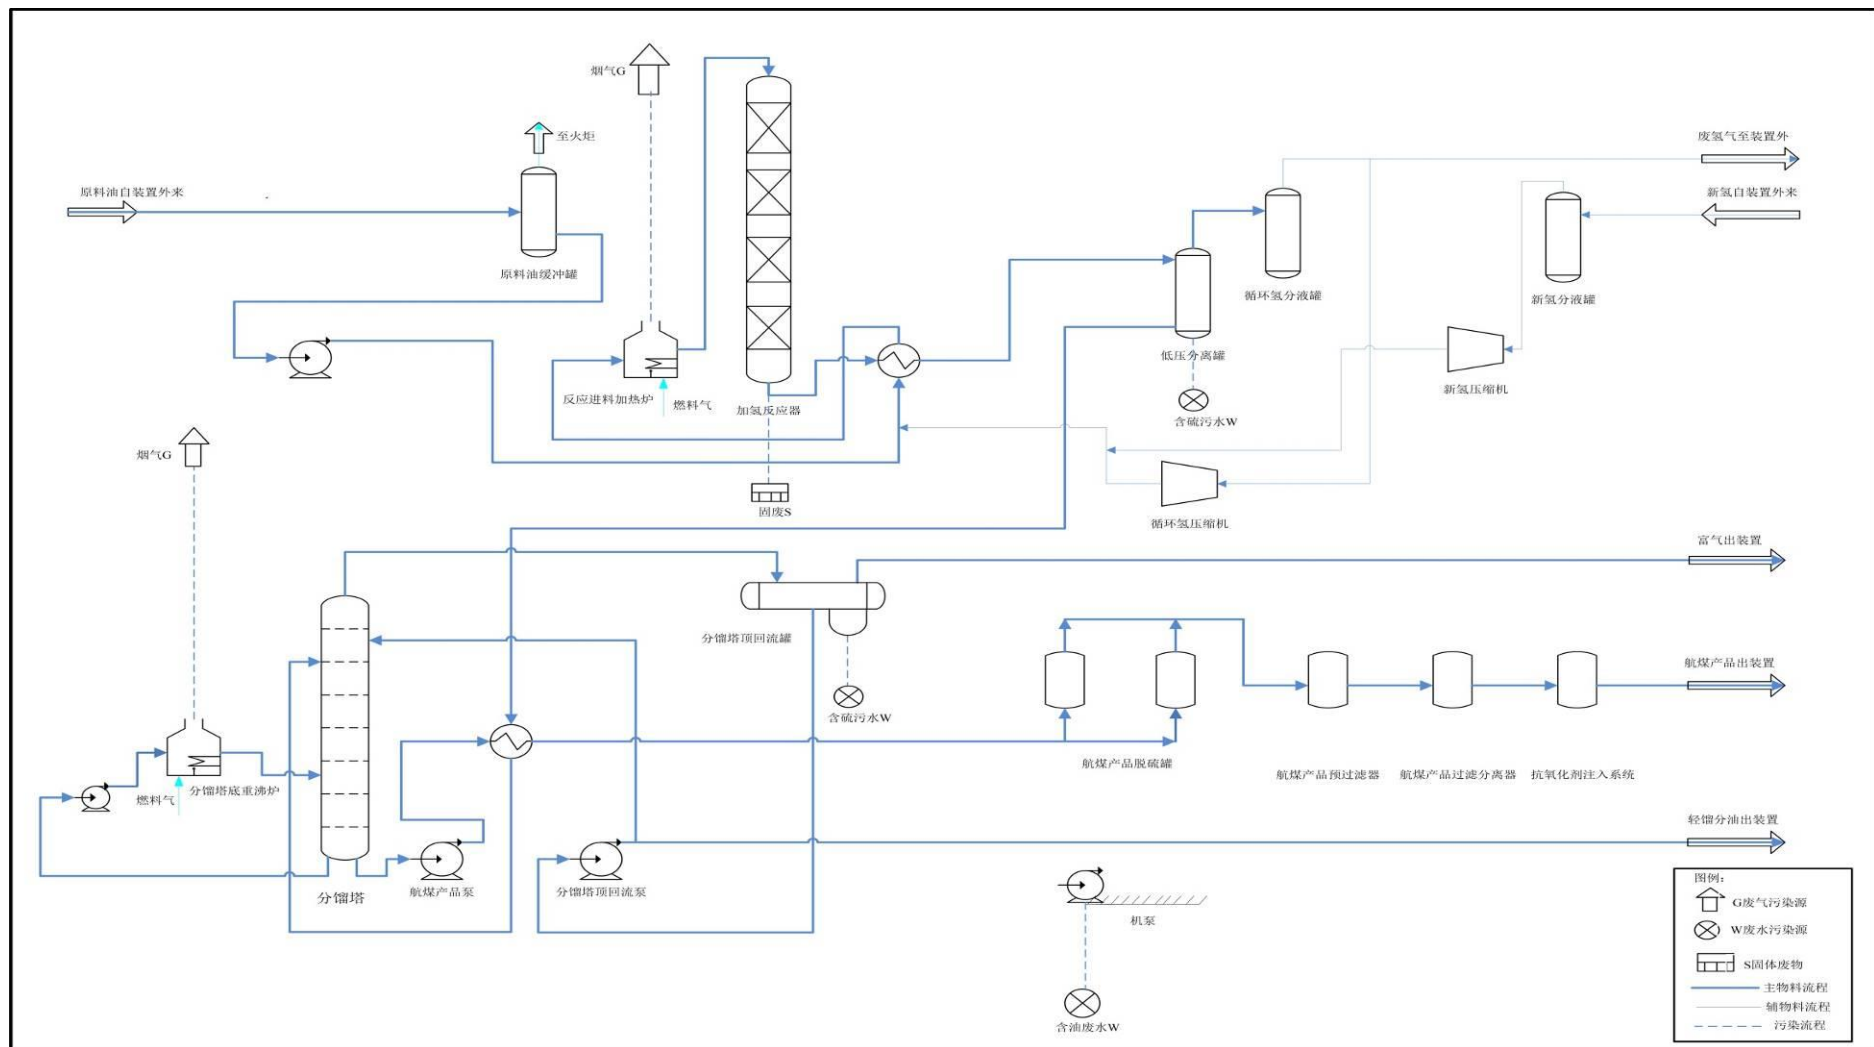 烟气G
至火炬
废氢气至装置外
原料油自装置外来
新氢自装置外来
原料油缓冲罐
循环氢分液罐
新氢分液罐
低压分离罐
新氢压缩机
反应进料加热炉
燃料气
加氢反应器
含硫污水W
烟气G
固废S
循环氢压缩机
富气出装置
分馏塔顶回流罐
航煤产品出装置
含硫污水W
航煤产品脱硫罐
航煤产品预过滤器
航煤产品过滤分离器
抗氧化剂注入系统
燃料气
分馏塔底重沸炉
轻馏分油出装置
分馏塔
航煤产品泵
分馏塔顶回流泵
机泵
含油废水W
图例：
G废气污染源
W废水污染源
S固体废物
主物料流程
辅物料流程
污染流程